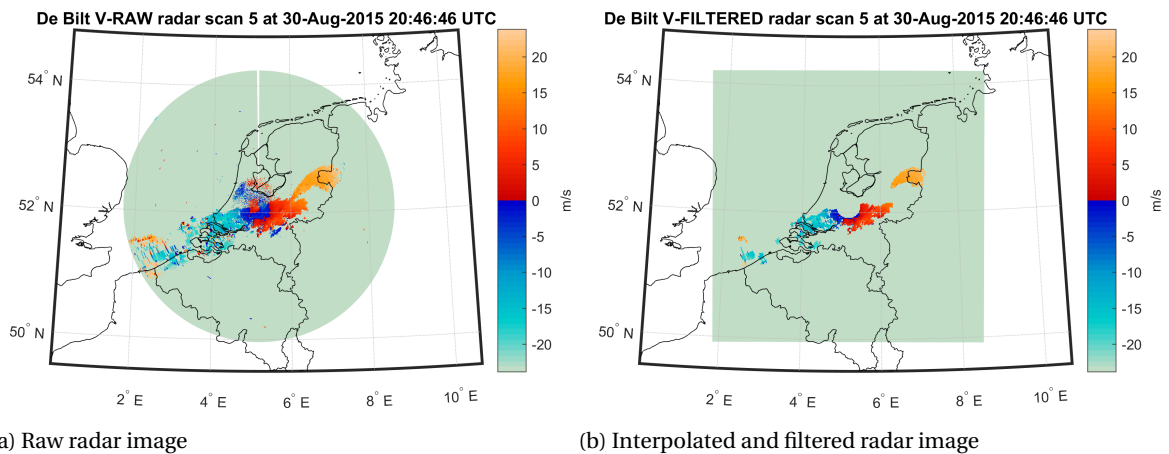 De Bilt V-RAW radar scan 5 at 30-Aug-2015 20:46:46 UTC
54° N
52° N
50° N
2° E
4° E
6° E
8° E
10° E
20
15
10
5
0
-5
-10
-15
-20
m/s
De Bilt V-FILTERED radar scan 5 at 30-Aug-2015 20:46:46 UTC
54° N
52° N
50° N
2° E
4° E
6° E
8° E
10° E
20
15
10
5
0
-5
-10
-15
-20
m/s
a) Raw radar image
(b) Interpolated and filtered radar image